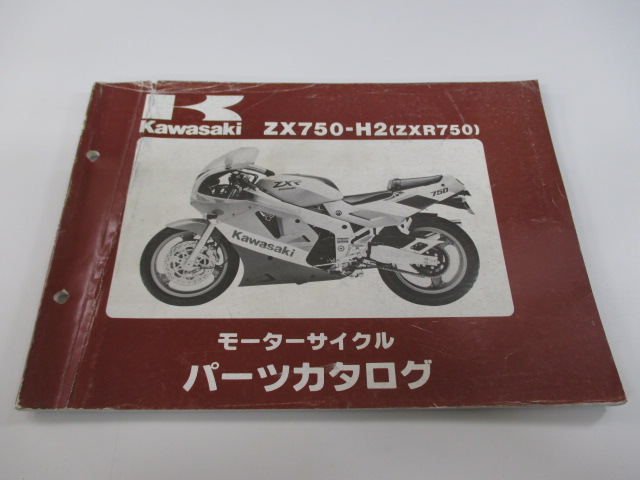 Kawasaki ZX750-H2(ZXR750)
ZXR
750
Kawasaki
モーターサイクル
パーツカタログ